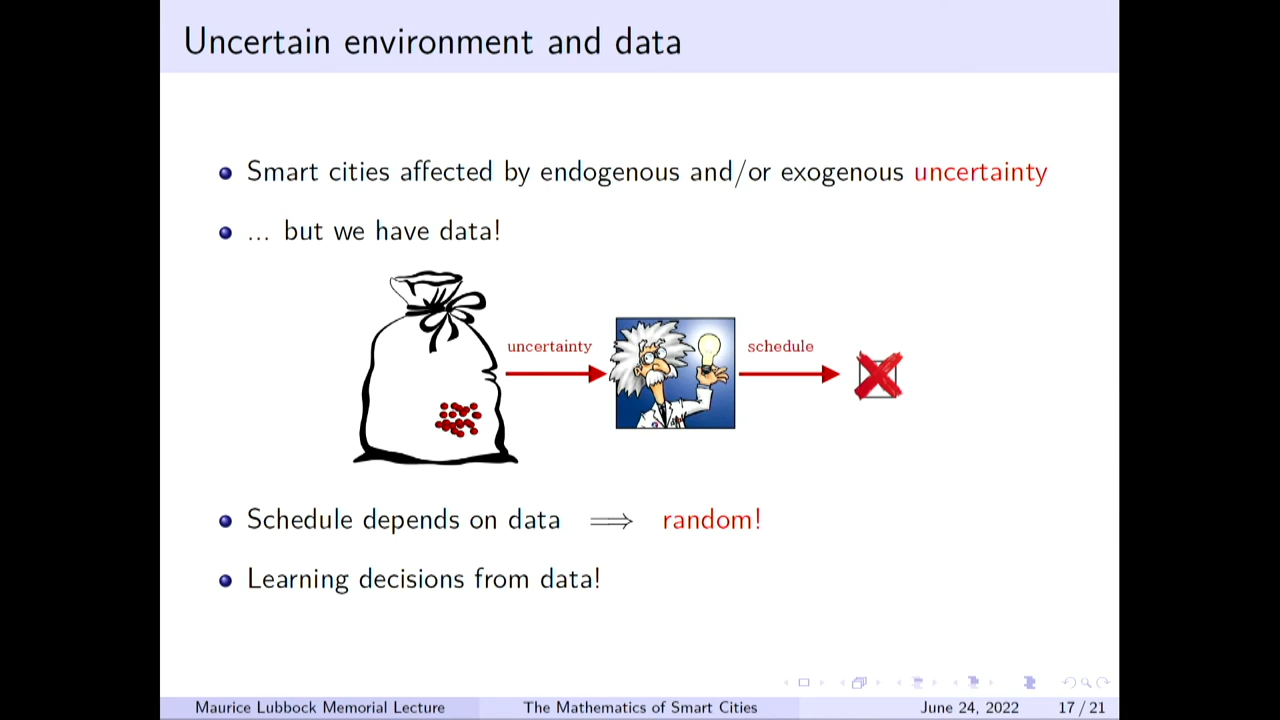 Uncertain environment and data
Smart cities affected by endogenous and/or exogenous uncertainty
... but we have data!
uncertainty
schedule
Schedule depends on data ⟹ random!
Learning decisions from data!
Maurice Lubbock Memorial Lecture
The Mathematics of Smart Cities
June 24, 2022
17 / 21